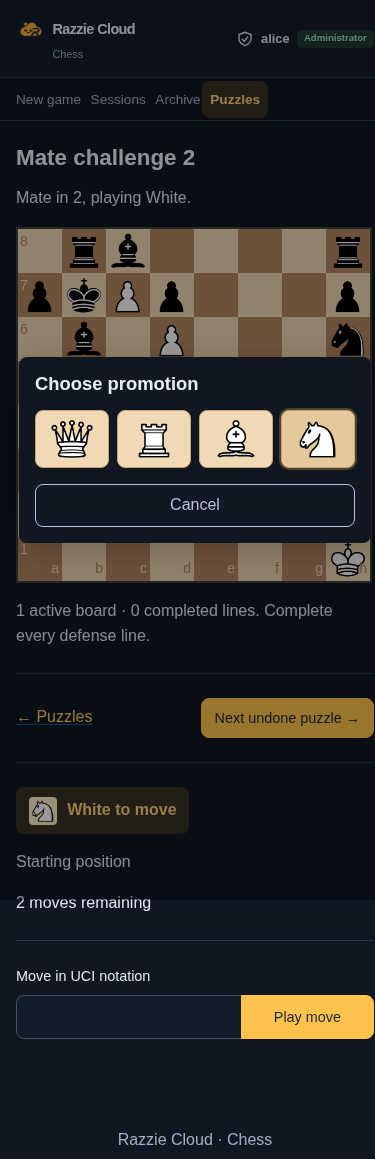 Razzie Cloud
Chess
alice
Administrator
New game
Sessions
Archive
Puzzles
Mate challenge 2
Mate in 2, playing White.
8
7
6
Choose promotion
Cancel
1
a
b
c
d
e
f
g
h
1 active board · 0 completed lines. Complete
every defense line.
← Puzzles
Next undone puzzle →
White to move
Starting position
2 moves remaining
Move in UCI notation
Play move
Razzie Cloud · Chess